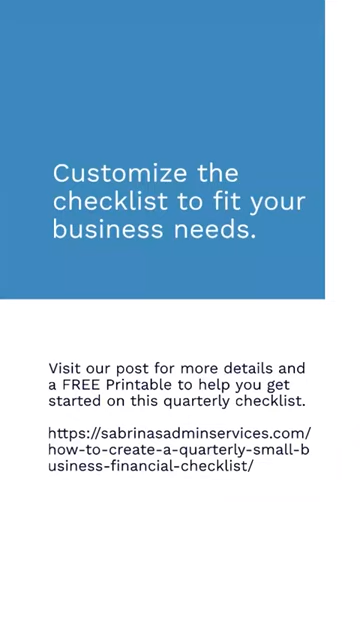 Customize the
checklist to fit your
business needs.
Visit our post for more details and
a FREE Printable to help you get
started on this quarterly checklist.
https://sabrinasadminservices.com/
how-to-create-a-quarterly-small-b
usiness-financial-checklist/